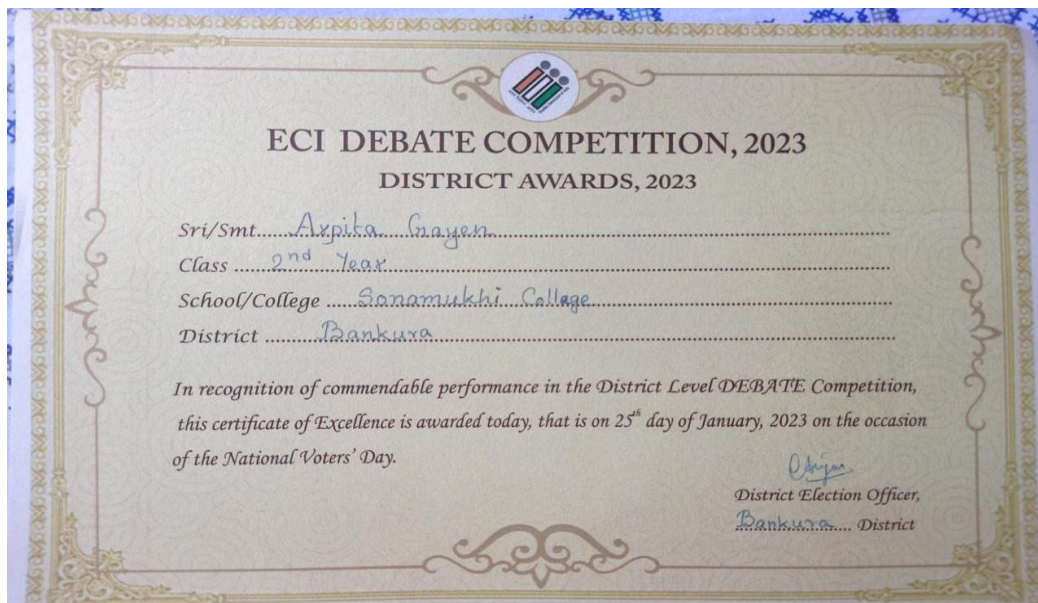 ECI DEBATE COMPETITION, 2023
DISTRICT AWARDS, 2023
Sri/Smt Arpita Gayen
Class 2nd Year
School/College Sonamukhi Collage
District Bankura
In recognition of commendable performance in the District Level DEBATE Competition,
this certificate of Excellence is awarded today, that is on 25th day of January, 2023 on the occasion
of the National Voters' Day.
District Election Officer,
Bankura District